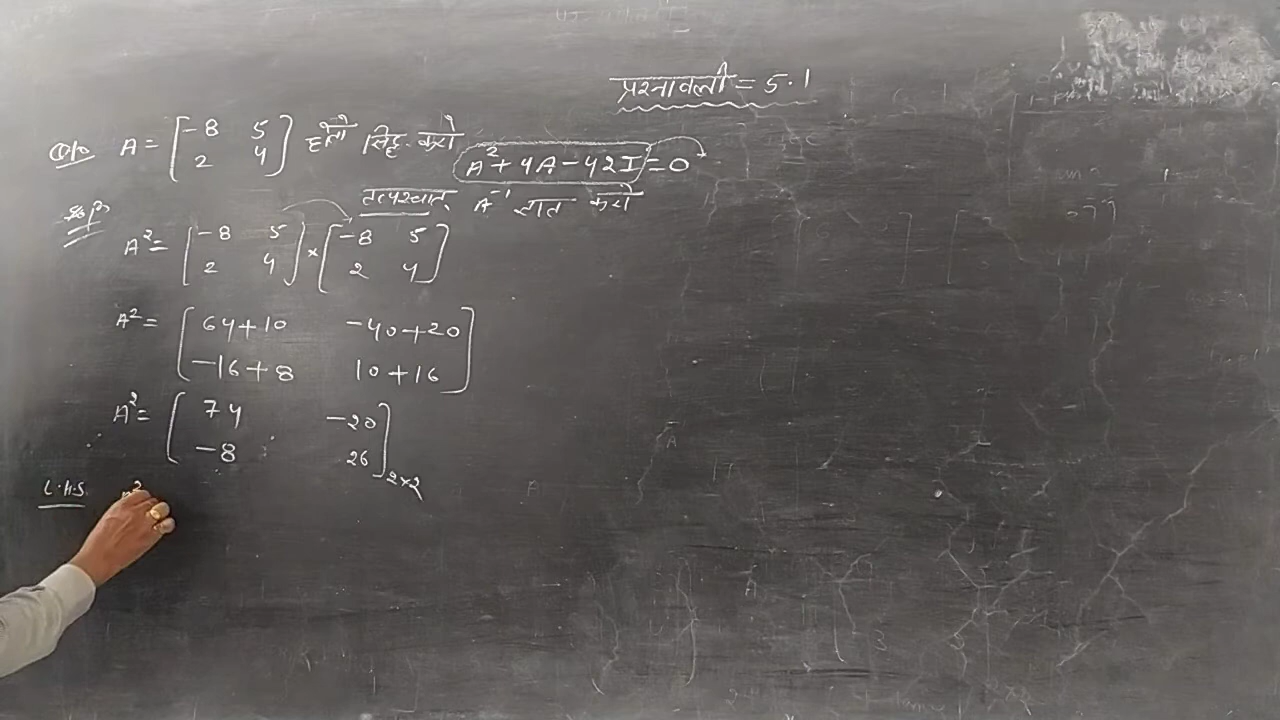 प्रश्नावली = 5.1
A = [-8 5
2 4] हो तो सिद्ध करो
A² + 4A - 42I = 0
तत्पश्चात् A⁻¹ ज्ञात करो
A² = [-8 5
2 4] × [-8 5
2 4]
A² = [64+10 -40+20
-16+8 10+16]
A² = [74 -20
-8 26]
2×2
L.H.S.